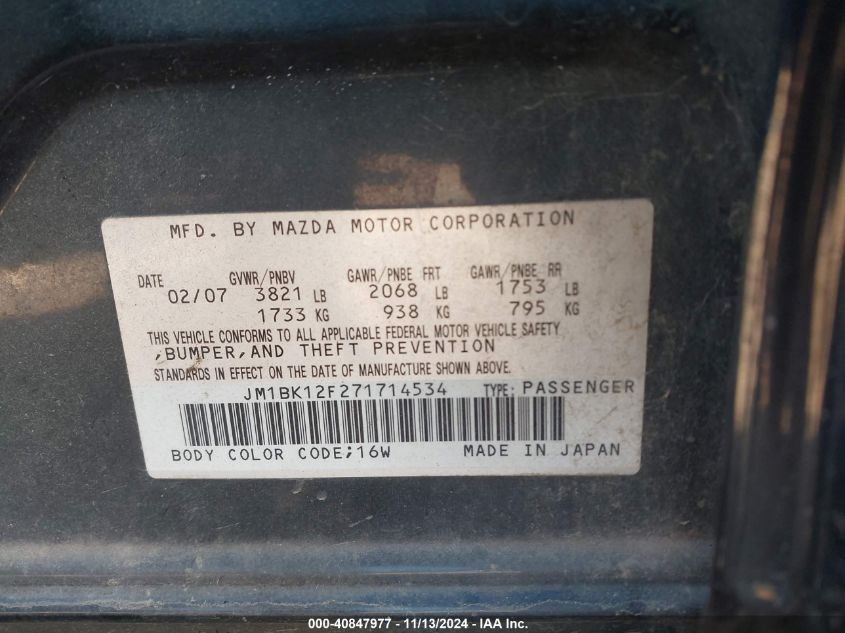 MFD. BY MAZDA MOTOR CORPORATION
DATE GVWR/PNBV GAWR/PNBE FRT GAWR/PNBE RR
02/07 3821 LB 2068 LB 1753 LB
1733 KG 938 KG 795 KG
THIS VEHICLE CONFORMS TO ALL APPLICABLE FEDERAL MOTOR VEHICLE SAFETY
,BUMPER,AND THEFT PREVENTION
STANDARDS IN EFFECT ON THE DATE OF MANUFACTURE SHOWN ABOVE.
JM1BK12F271714534 TYPE: PASSENGER
BODY COLOR CODE;16W MADE IN JAPAN
000-40847977 - 11/13/2024 - IAA Inc.